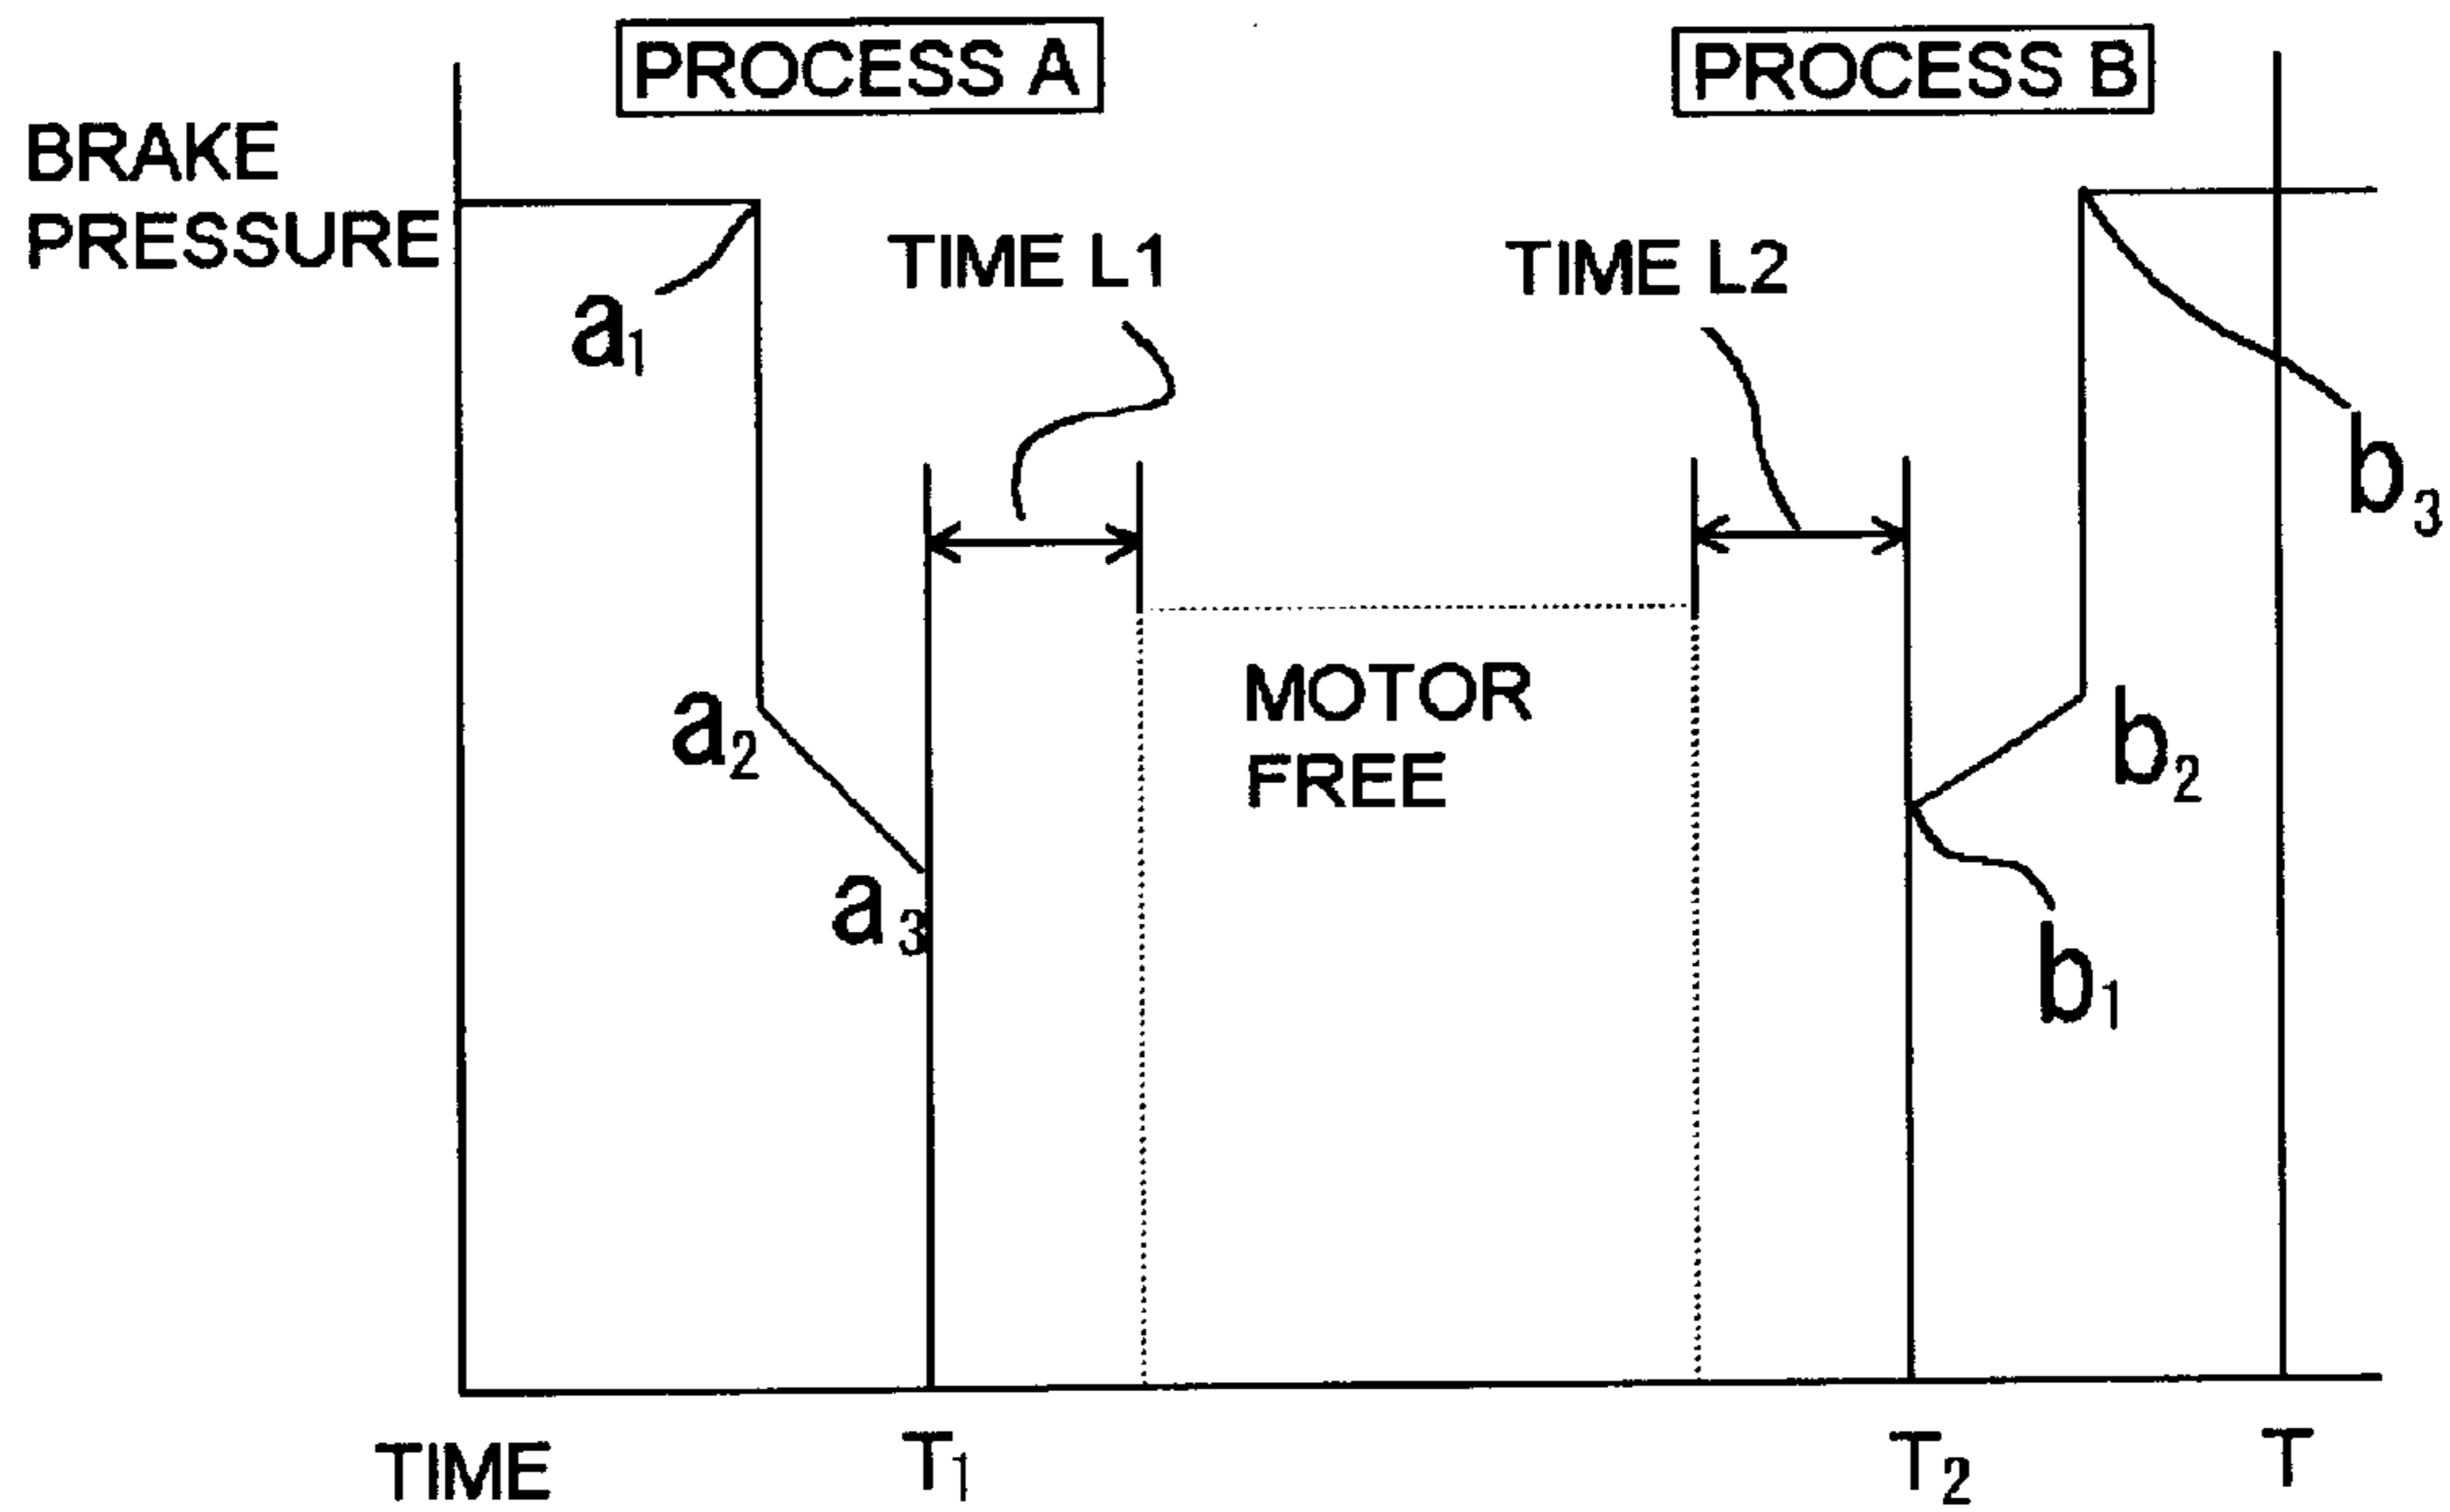 PROCESS A
PROCESS B
BRAKE
PRESSURE
TIME L1
TIME L2
a1
b3
MOTOR
FREE
a2
b2
a3
b1
TIME
T1
T2
T